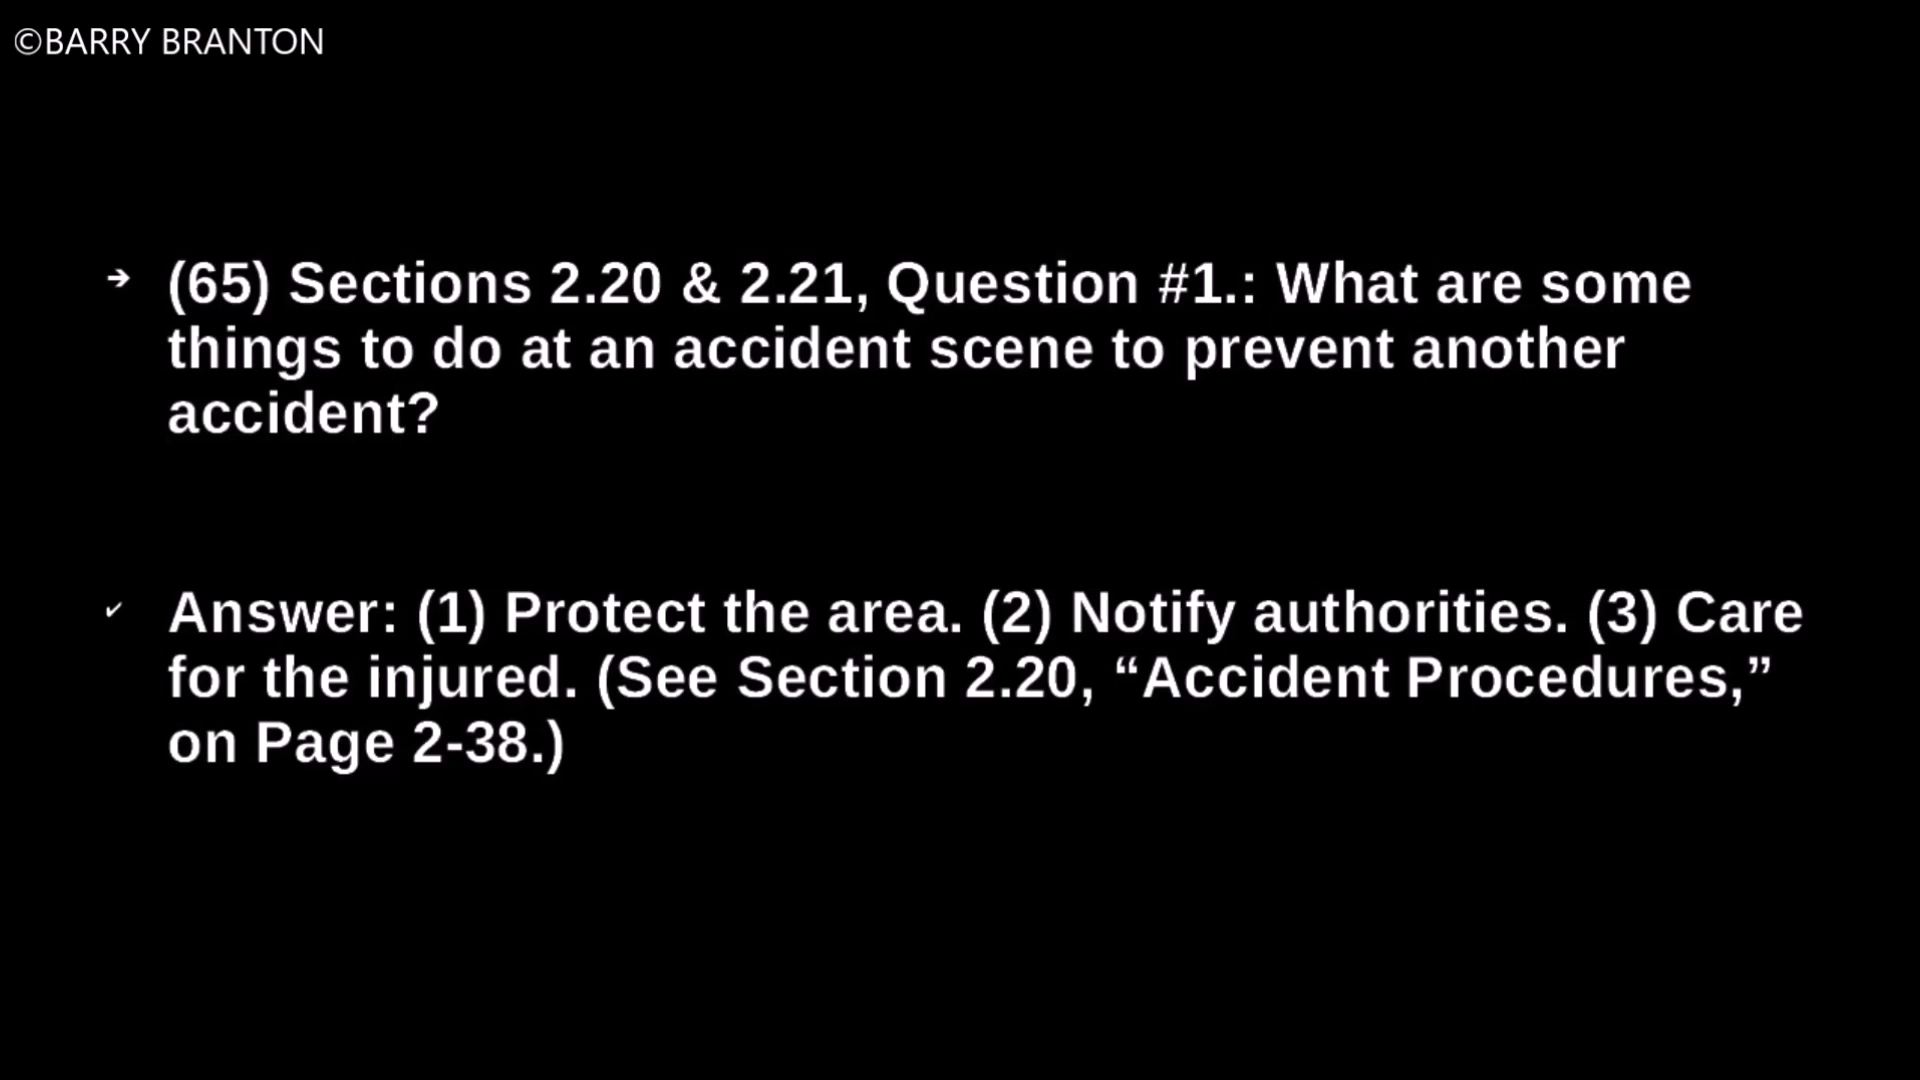 ©BARRY BRANTON
➔ (65) Sections 2.20 & 2.21, Question #1.: What are some
things to do at an accident scene to prevent another
accident?
✔ Answer: (1) Protect the area. (2) Notify authorities. (3) Care
for the injured. (See Section 2.20, “Accident Procedures,”
on Page 2-38.)